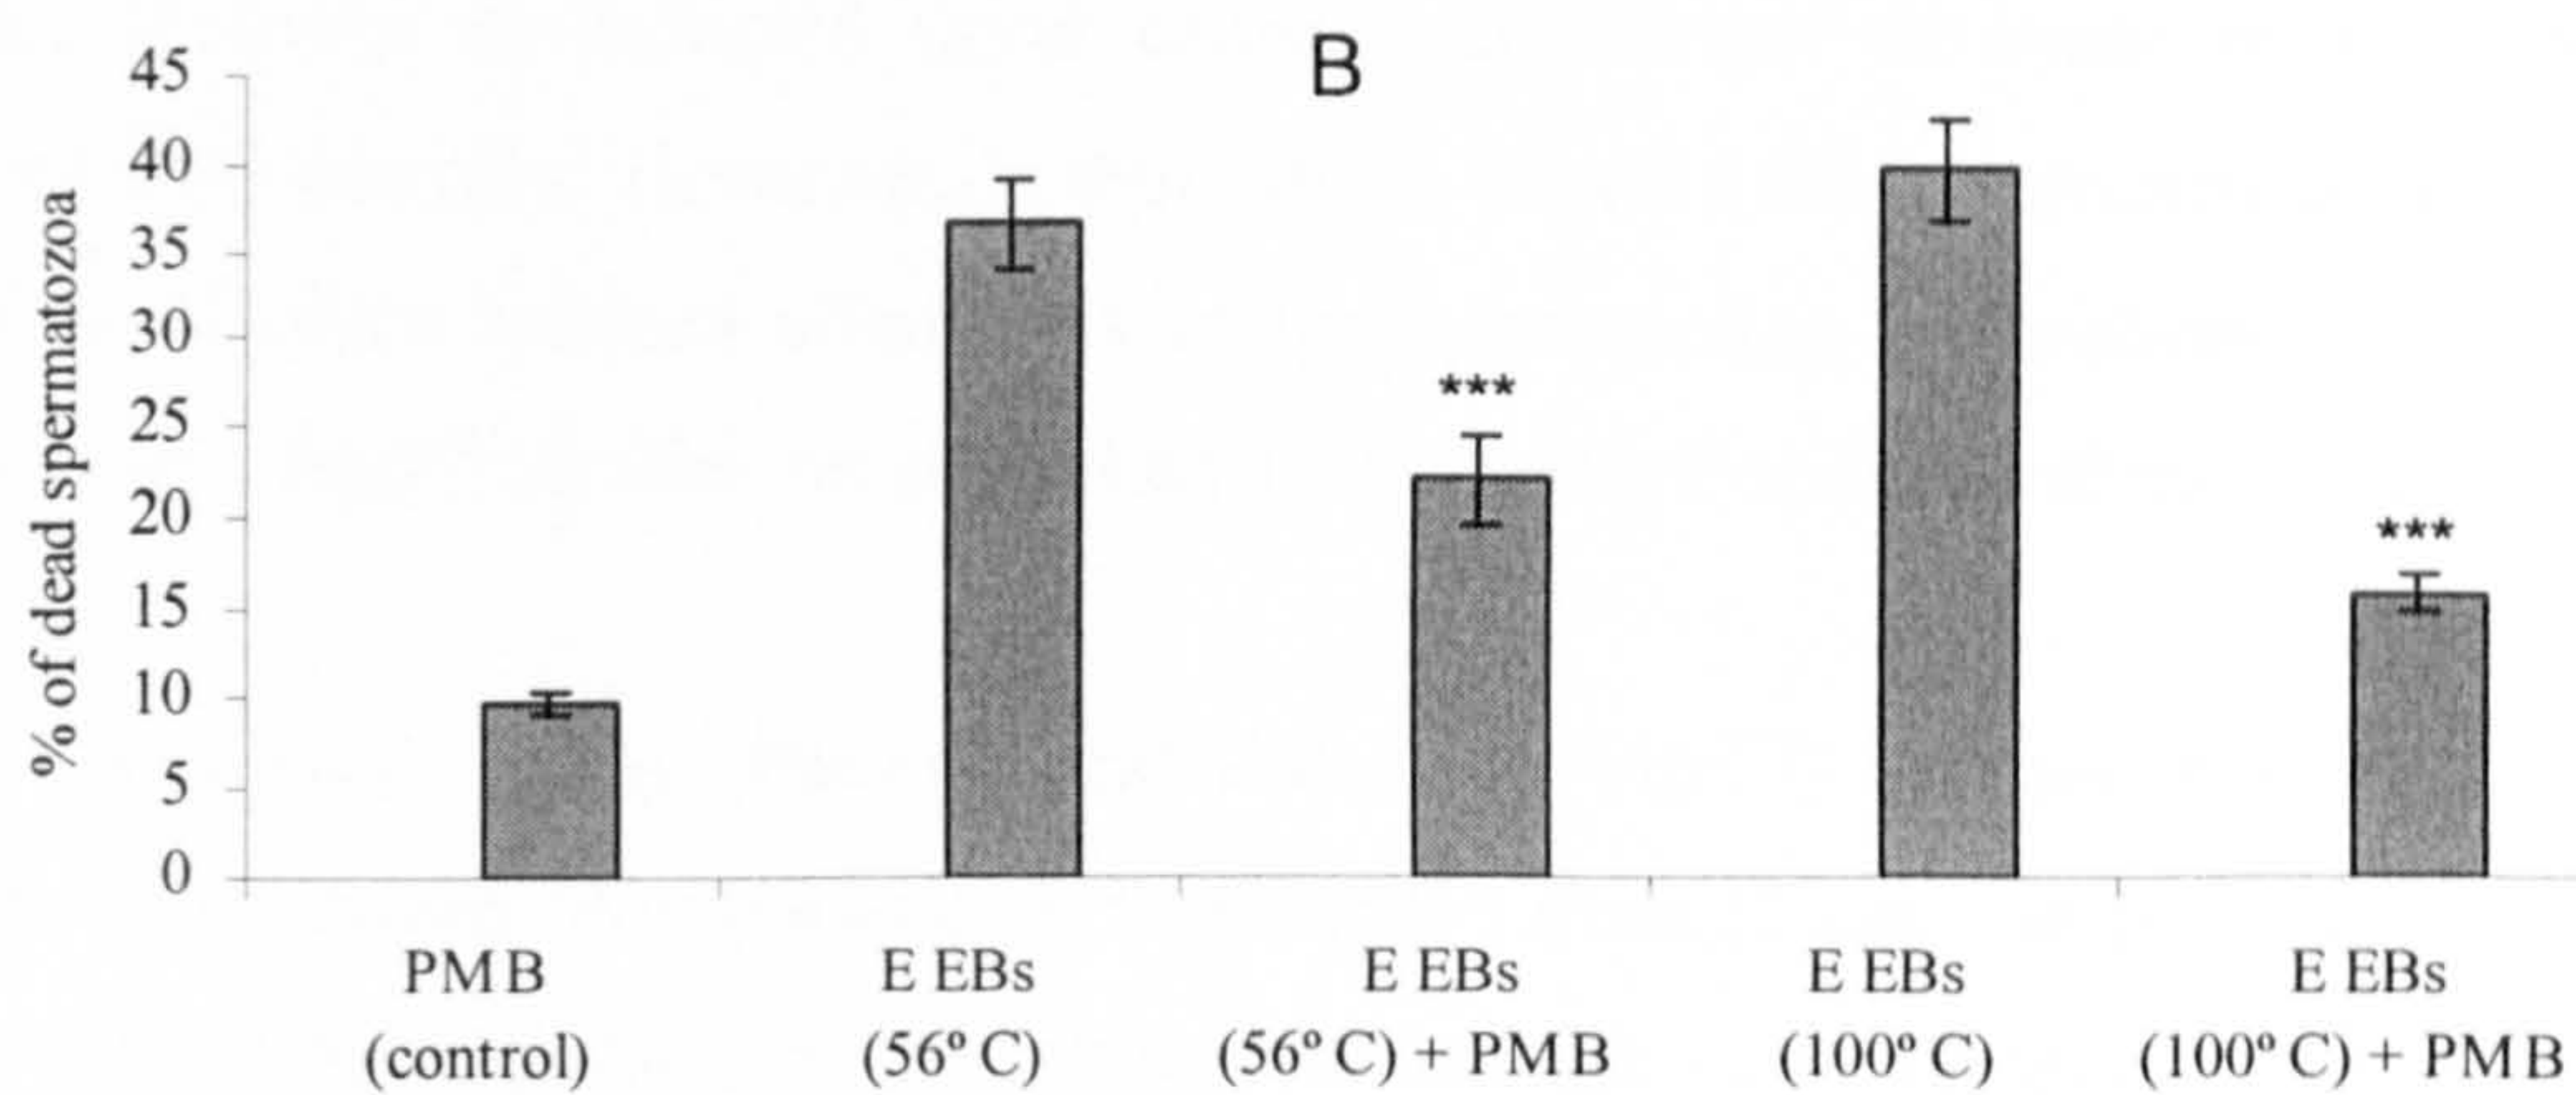 B
% of dead spermatozoa
45
40
35
30
25
20
15
10
5
0
***
***
PMB
(control)
E EBs
(56º C)
E EBs
(56º C) + PMB
E EBs
(100º C)
E EBs
(100º C) + PMB